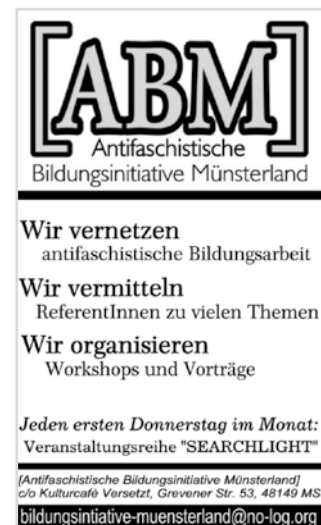 [ABM]
Antifaschistische
Bildungsinitiative Münsterland
Wir vernetzen
antifaschistische Bildungsarbeit
Wir vermitteln
ReferentInnen zu vielen Themen
Wir organisieren
Workshops und Vorträge
Jeden ersten Donnerstag im Monat:
Veranstaltungsreihe "SEARCHLIGHT"
[Antifaschistische Bildungsinitiative Münsterland]
c/o Kulturcafè Versetzt, Grevener Str. 53, 48149 MS
bildungsintiative-muensterland@no-log.org